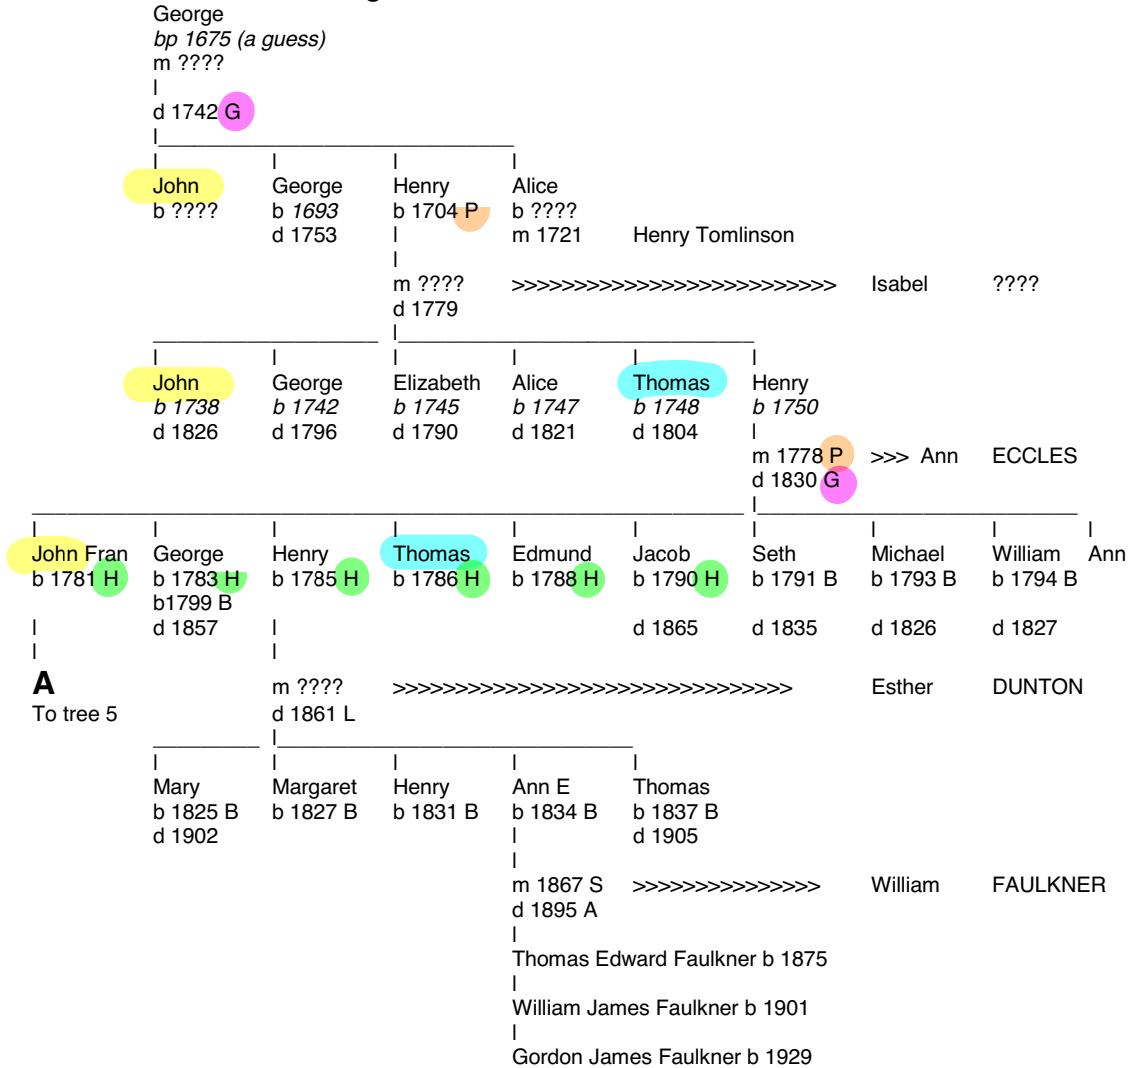 George
bp 1675 (a guess)
m ????
d 1742 G
John George Henry Alice
b ???? b 1693 b 1704 P b ????
d 1753 m 1721 Henry Tomlinson
m ???? >>>>>>>>>>>>>>>>>>>>>>>>>> Isabel ????
d 1779
John George Elizabeth Alice Thomas Henry
b 1738 b 1742 b 1745 b 1747 b 1748 b 1750
d 1826 d 1796 d 1790 d 1821 d 1804
m 1778 P >>> Ann ECCLES
d 1830 G
John Fran George Henry Thomas Edmund Jacob Seth Michael William Ann
b 1781 H b 1783 H b 1785 H b 1786 H b 1788 H b 1790 H b 1791 B b 1793 B b 1794 B
b1799 B
d 1857 d 1865 d 1835 d 1826 d 1827
A m ???? >>>>>>>>>>>>>>>>>>>>>>>>>>>>>>>> Esther DUNTON
To tree 5 d 1861 L
Mary Margaret Henry Ann E Thomas
b 1825 B b 1827 B b 1831 B b 1834 B b 1837 B
d 1902 d 1905
m 1867 S >>>>>>>>>>>>>>> William FAULKNER
d 1895 A
Thomas Edward Faulkner b 1875
William James Faulkner b 1901
Gordon James Faulkner b 1929